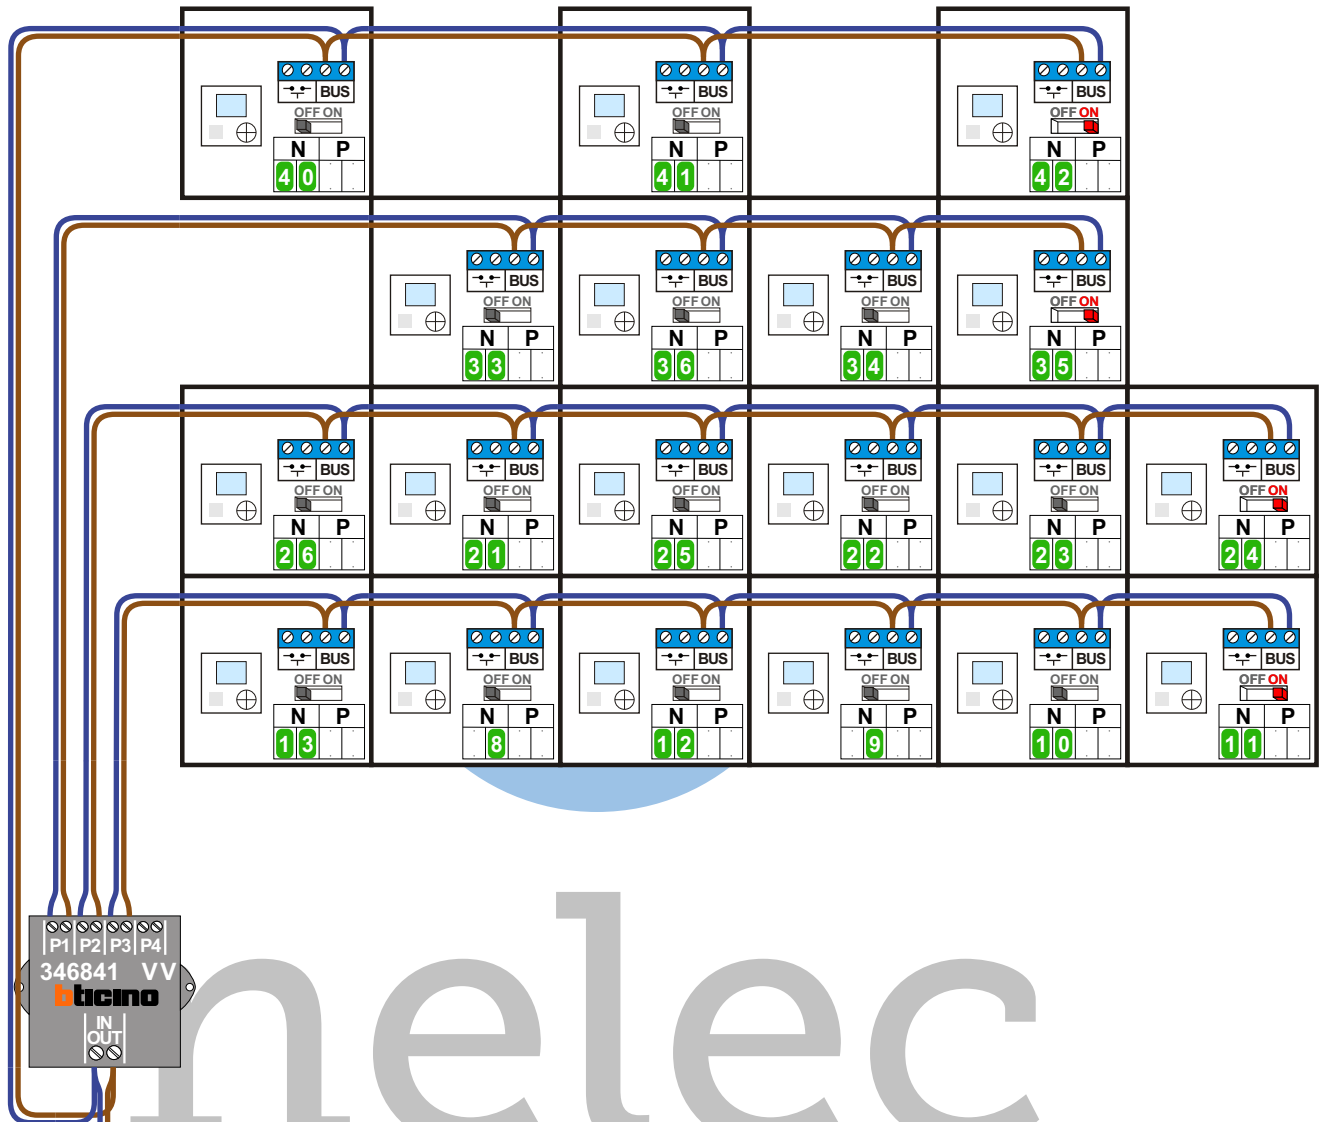 BUS BUS BUS
OFF ON OFF ON OFF ON
N P N P N P
40 41 42
BUS BUS BUS BUS
OFF ON OFF ON OFF ON OFF ON
N P N P N P N P
33 36 34 35
BUS BUS BUS BUS BUS BUS
OFF ON OFF ON OFF ON OFF ON OFF ON OFF ON
N P N P N P N P N P N P
26 21 25 22 23 24
BUS BUS BUS BUS BUS BUS
OFF ON OFF ON OFF ON OFF ON OFF ON OFF ON
N P N P N P N P N P N P
13 8 12 9 10 11
P1 P2 P3 P4
346841 VV
bticino
IN
OUT
nelec